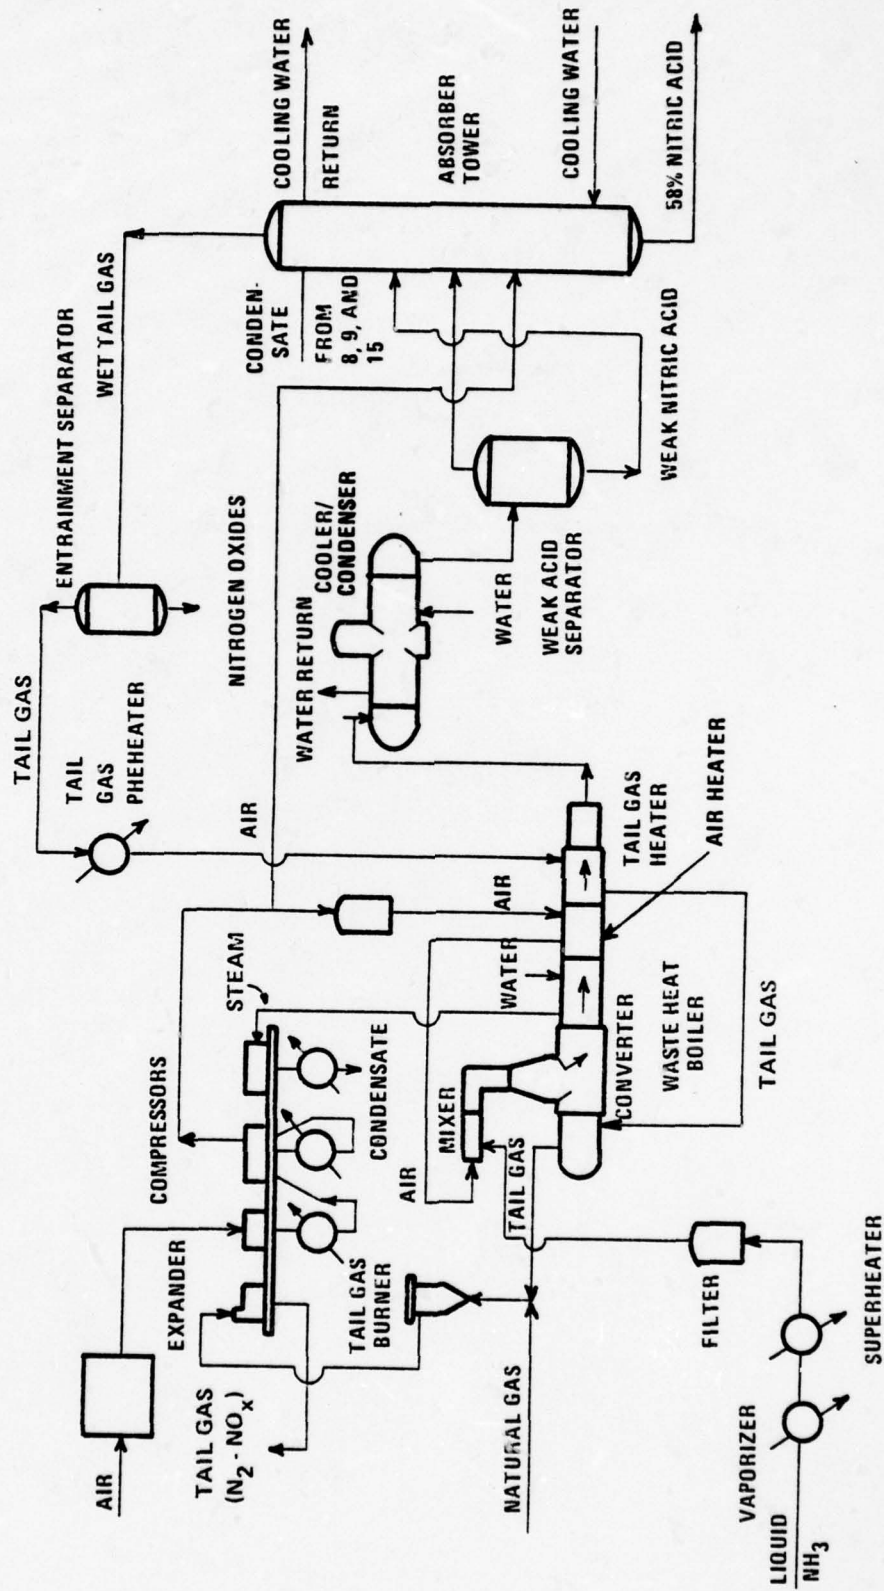 TAIL GAS
ENTRAINMENT SEPARATOR
WET TAIL GAS
TAIL
GAS
PHEHEATER
AIR
COMPRESSORS
EXPANDER
TAIL GAS
(N2 - NOX)
STEAM
AIR
NITROGEN OXIDES
CONDEN-
SATE
FROM
8, 9, AND
15
COOLING WATER
RETURN
WATER RETURN
COOLER/
CONDENSER
TAIL GAS
BURNER
CONDENSATE
AIR
MIXER
WATER
AIR
ABSORBER
TOWER
NATURAL GAS
TAIL GAS
WATER
WEAK ACID
SEPARATOR
COOLING WATER
CONVERTER
WASTE HEAT
BOILER
TAIL GAS
HEATER
AIR HEATER
WEAK NITRIC ACID
58% NITRIC ACID
FILTER
TAIL GAS
VAPORIZER
LIQUID
NH3
SUPERHEATER